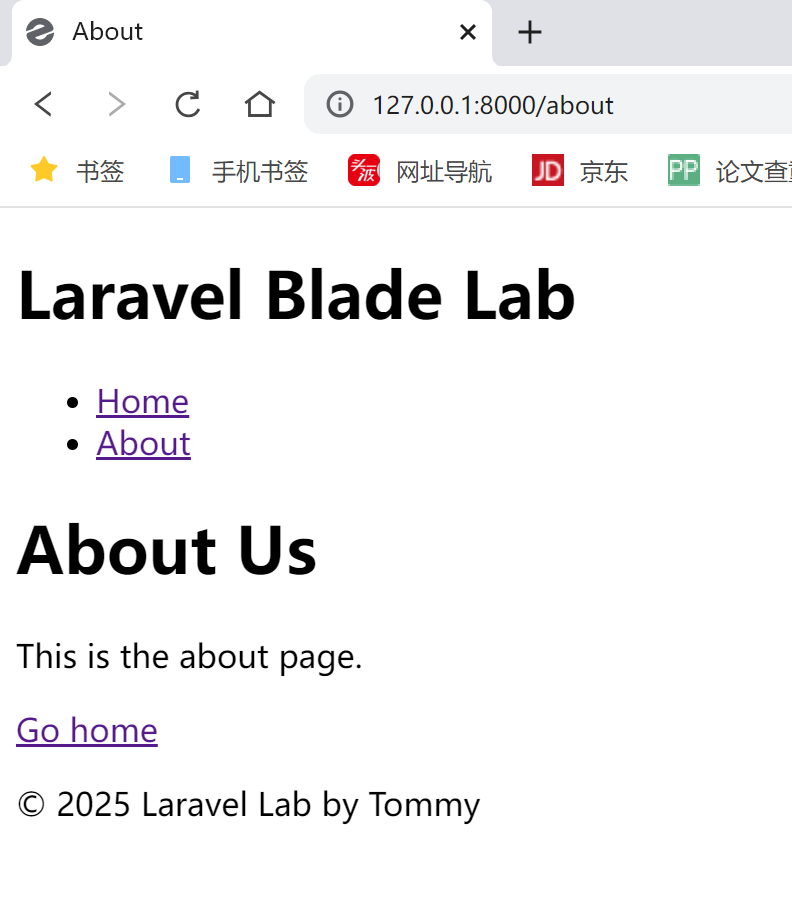 About
127.0.0.1:8000/about
书签 手机书签 网址导航 JD 京东 PP 论文查
Laravel Blade Lab
Home
About
About Us
This is the about page.
Go home
© 2025 Laravel Lab by Tommy